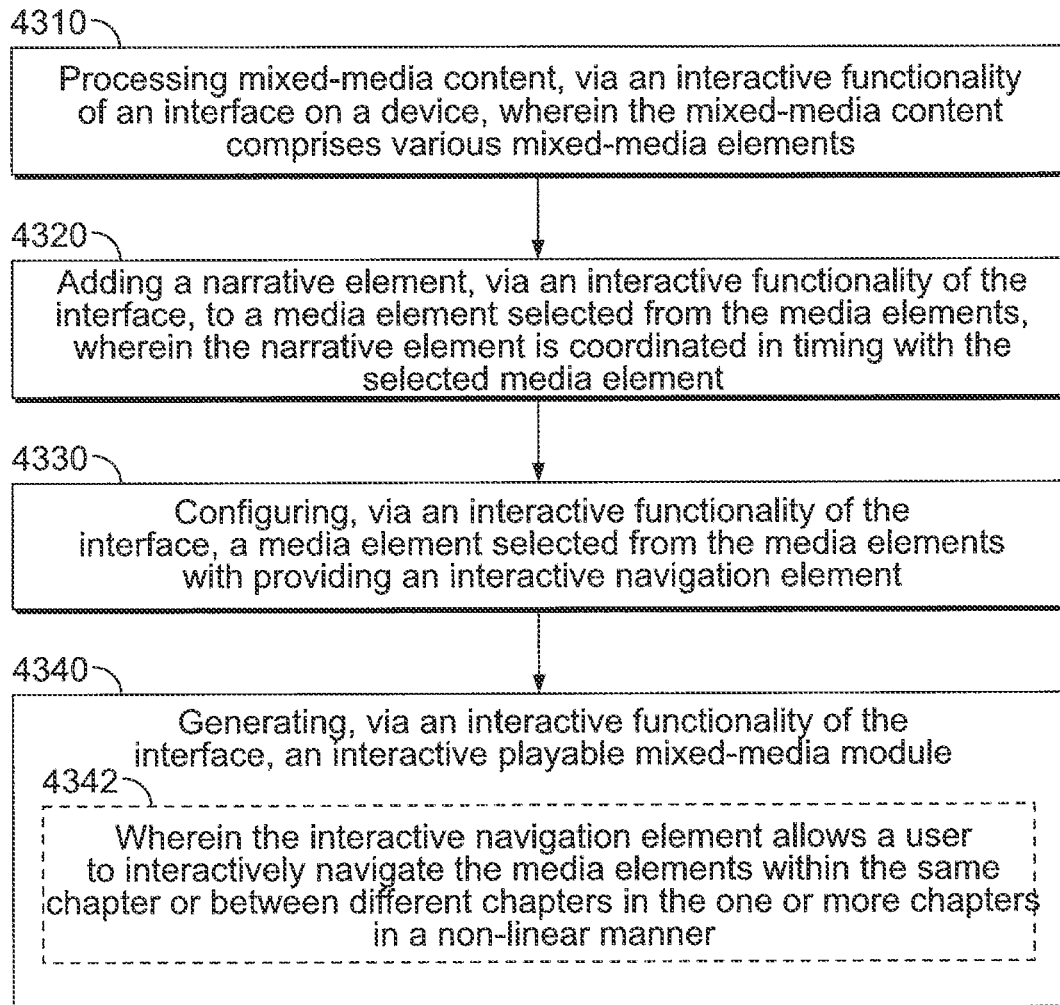 4310
Processing mixed-media content, via an interactive functionality
of an interface on a device, wherein the mixed-media content
comprises various mixed-media elements
4320
Adding a narrative element, via an interactive functionality of the
interface, to a media element selected from the media elements,
wherein the narrative element is coordinated in timing with the
selected media element
4330
Configuring, via an interactive functionality of the
interface, a media element selected from the media elements
with providing an interactive navigation element
4340
Generating, via an interactive functionality of the
interface, an interactive playable mixed-media module
4342
Wherein the interactive navigation element allows a user
to interactively navigate the media elements within the same
chapter or between different chapters in the one or more chapters
in a non-linear manner